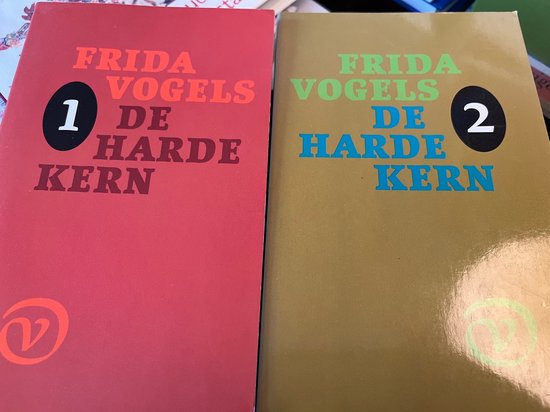 FRIDA
VOGELS
1 DE
HARDE
KERN
v
FRIDA
VOGELS
DE 2
HARDE
KERN
v